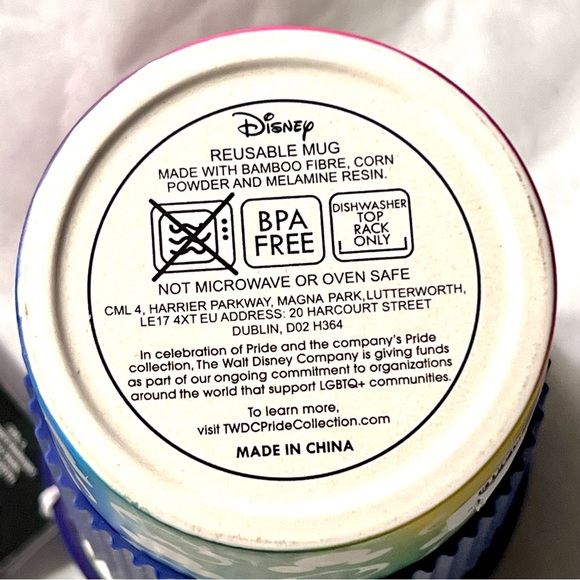 Disney
REUSABLE MUG
MADE WITH BAMBOO FIBRE, CORN
POWDER AND MELAMINE RESIN.
BPA
FREE
DISHWASHER
TOP
RACK
ONLY
NOT MICROWAVE OR OVEN SAFE
CML 4, HARRIER PARKWAY, MAGNA PARK,LUTTERWORTH,
LE17 4XT EU ADDRESS: 20 HARCOURT STREET
DUBLIN, D02 H364
In celebration of Pride and the company's Pride
collection, The Walt Disney Company is giving funds
as part of our ongoing commitment to organizations
around the world that support LGBTQ+ communities.
To learn more,
visit TWDCPrideCollection.com
MADE IN CHINA